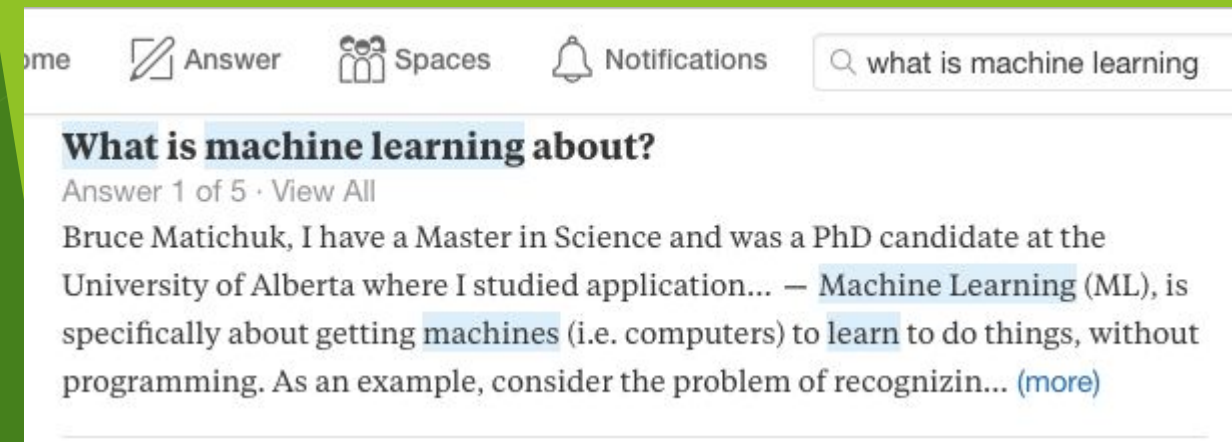 ome Answer Spaces Notifications what is machine learning
What is machine learning about?
Answer 1 of 5 · View All
Bruce Matichuk, I have a Master in Science and was a PhD candidate at the
University of Alberta where I studied application... — Machine Learning (ML), is
specifically about getting machines (i.e. computers) to learn to do things, without
programming. As an example, consider the problem of recognizin... (more)